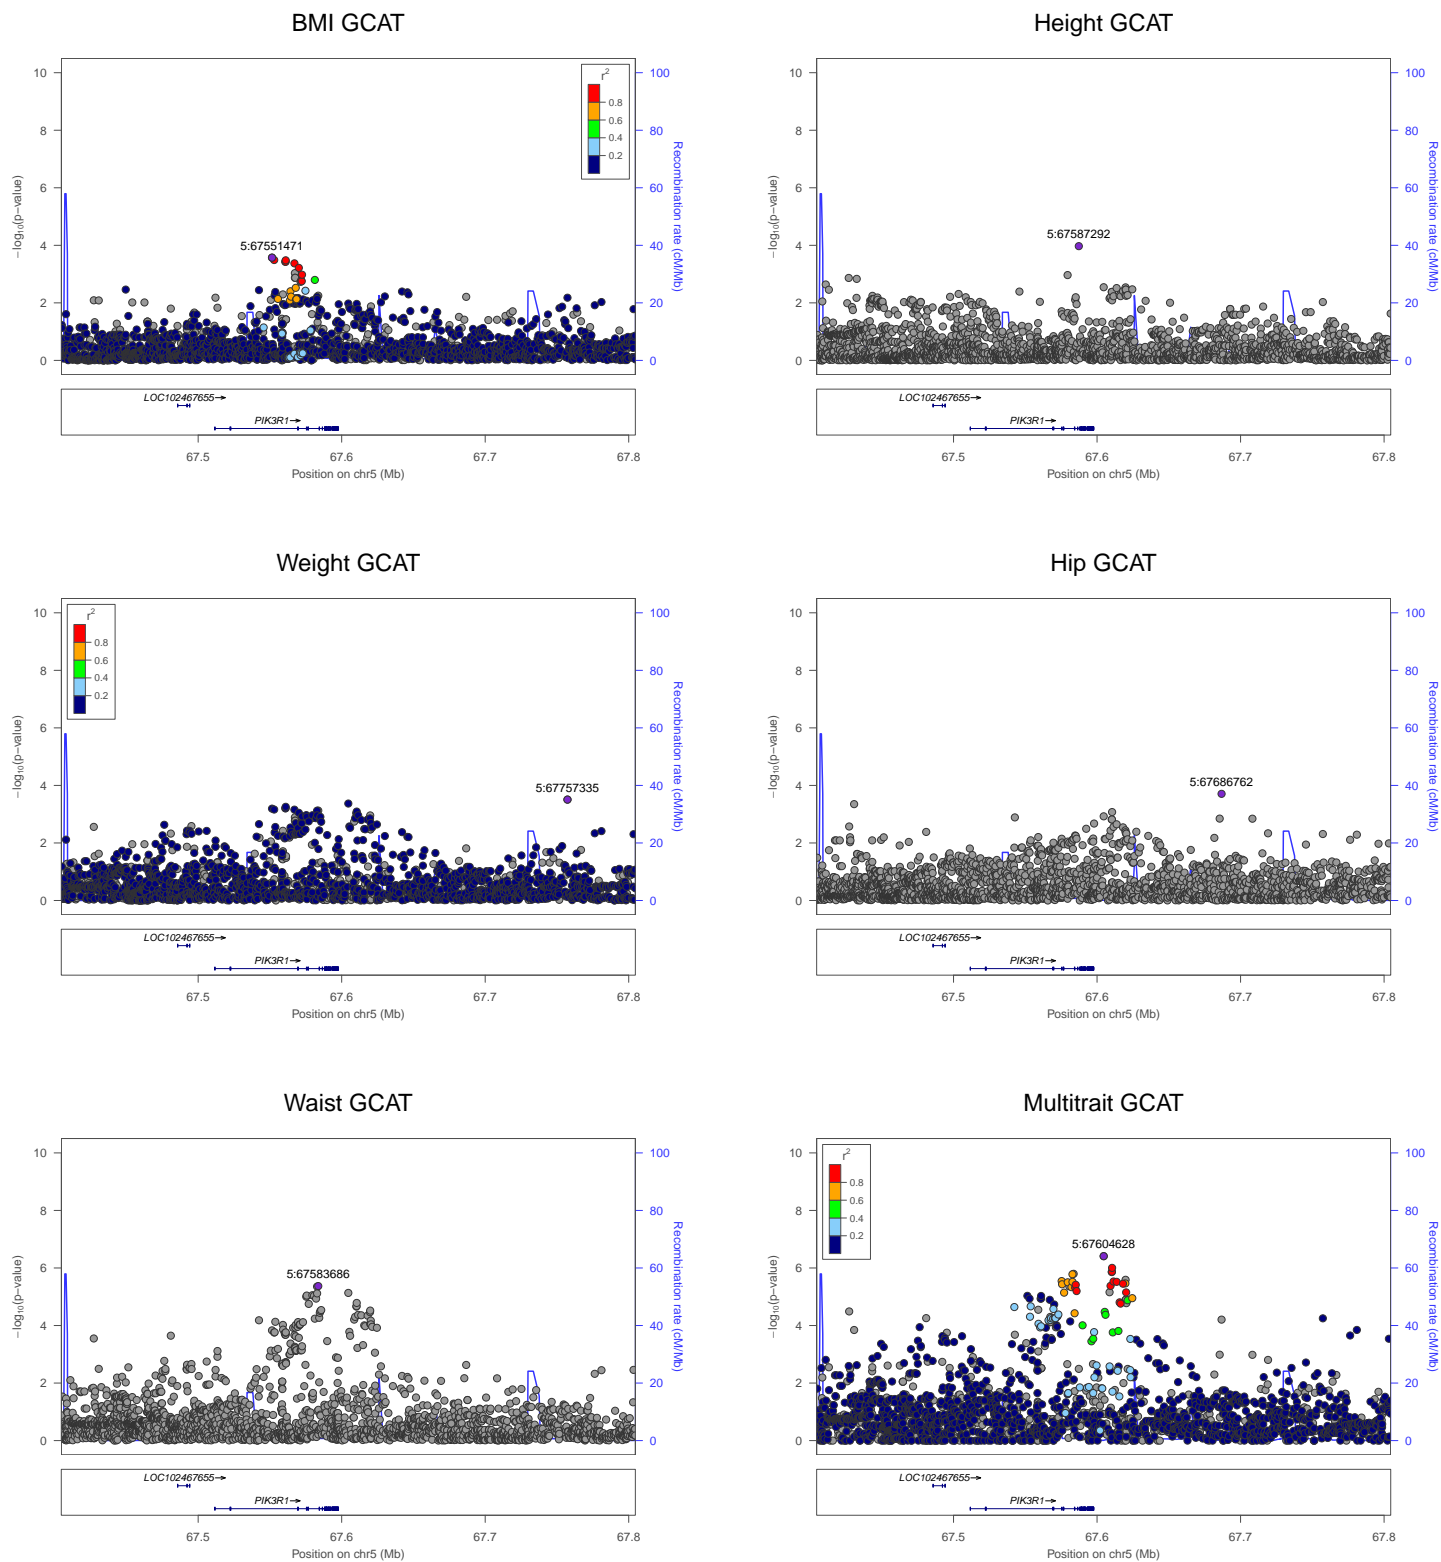 BMI GCAT
10
8
6
4
2
0
−log10(p−value)
100
80
60
40
20
0
Recombination rate (cM/Mb)
r2
0.8
0.6
0.4
0.2
5:67551471
LOC102467655
PIK3R1
67.5 67.6 67.7 67.8
Position on chr5 (Mb)
Height GCAT
10
8
6
4
2
0
−log10(p−value)
100
80
60
40
20
0
Recombination rate (cM/Mb)
5:67587292
LOC102467655
PIK3R1
67.5 67.6 67.7 67.8
Position on chr5 (Mb)
Weight GCAT
10
8
6
4
2
0
−log10(p−value)
100
80
60
40
20
0
Recombination rate (cM/Mb)
r2
0.8
0.6
0.4
0.2
5:67757335
LOC102467655
PIK3R1
67.5 67.6 67.7 67.8
Position on chr5 (Mb)
Hip GCAT
10
8
6
4
2
0
−log10(p−value)
100
80
60
40
20
0
Recombination rate (cM/Mb)
5:67686762
LOC102467655
PIK3R1
67.5 67.6 67.7 67.8
Position on chr5 (Mb)
Waist GCAT
10
8
6
4
2
0
−log10(p−value)
100
80
60
40
20
0
Recombination rate (cM/Mb)
5:67583686
LOC102467655
PIK3R1
67.5 67.6 67.7 67.8
Position on chr5 (Mb)
Multitrait GCAT
10
8
6
4
2
0
−log10(p−value)
100
80
60
40
20
0
Recombination rate (cM/Mb)
r2
0.8
0.6
0.4
0.2
5:67604628
LOC102467655
PIK3R1
67.5 67.6 67.7 67.8
Position on chr5 (Mb)